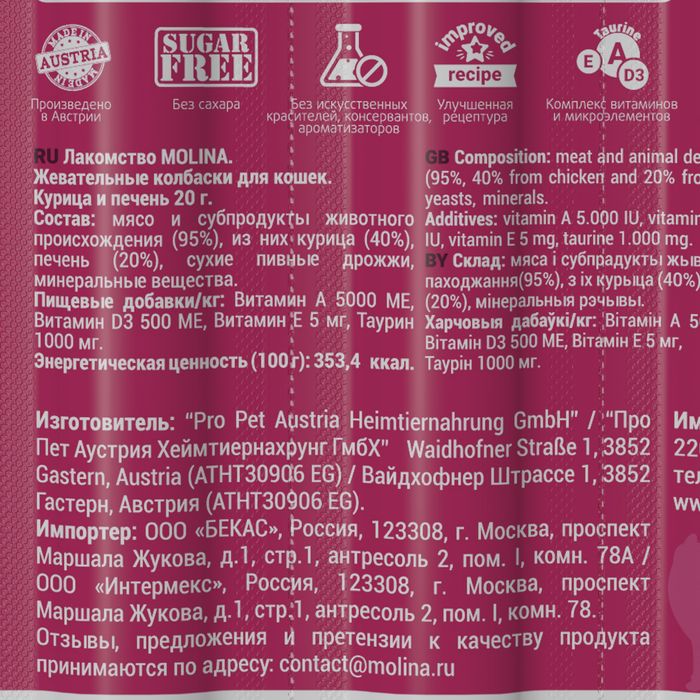 MADE IN
AUSTRIA
MADE IN
Произведено
в Австрии
SUGAR
FREE
Без сахара
Без искусственных
красителей, консервантов,
ароматизаторов
improved
recipe
Улучшенная
рецептура
Taurine
E A D3
Комплекс витаминов
и микроэлементов
RU Лакомство MOLINA.
Жевательные колбаски для кошек.
Курица и печень 20 г.
Состав: мясо и субпродукты животного
происхождения (95%), из них курица (40%),
печень (20%), сухие пивные дрожжи,
минеральные вещества.
Пищевые добавки/кг: Витамин А 5000 МЕ,
Витамин D3 500 МЕ, Витамин Е 5 мг, Таурин
1000 мг.
Энергетическая ценность (100 г): 353,4 ккал.
GB Composition: meat and animal de
(95%, 40% from chicken and 20% fro
yeasts, minerals.
Additives: vitamin A 5.000 IU, vitamin
IU, vitamin E 5 mg, taurine 1.000 mg.
BY Склад: мяса і субпродукты жыв
паходжання(95%), з іх курыца (40%)
(20%), мінеральныя рэчывы.
Харчовыя дабаўкі/кг: Вітамін А 5
Вітамін D3 500 МЕ, Вітамін Е 5 мг,
Таурін 1000 мг.
Изготовитель: “Pro Pet Austria Heimtiernahrung GmbH” / “Про
Пет Аустрия Хеймтиернахрунг ГмбХ” Waidhofner Straße 1, 3852
Gastern, Austria (ATHT30906 EG) / Вайдхофнер Штрассе 1, 3852
Гастерн, Австрия (ATHT30906 EG).
Импортер: ООО «БЕКАС», Россия, 123308, г. Москва, проспект
Маршала Жукова, д.1, стр.1, антресоль 2, пом. I, комн. 78А /
ООО «Интермекс», Россия, 123308, г. Москва, проспект
Маршала Жукова, д.1, стр.1, антресоль 2, пом. I, комн. 78.
Отзывы, предложения и претензии к качеству продукта
принимаются по адресу: contact@molina.ru
Им
22
тел
ww